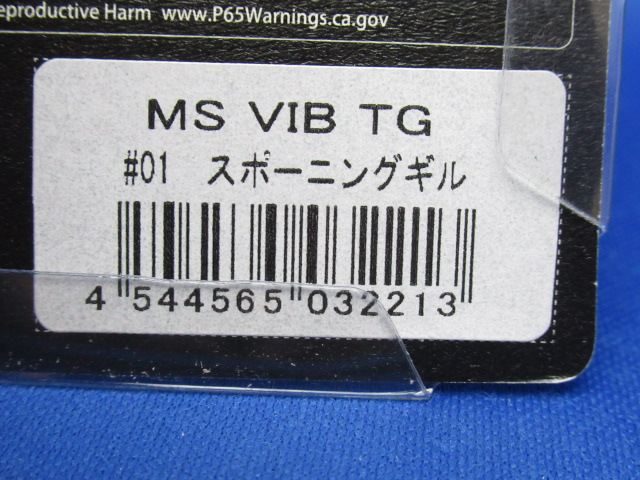 Reproductive Harm www.P65Warnings.ca.gov
MS VIB TG
#01 スポーニングギル
4 544565 032213